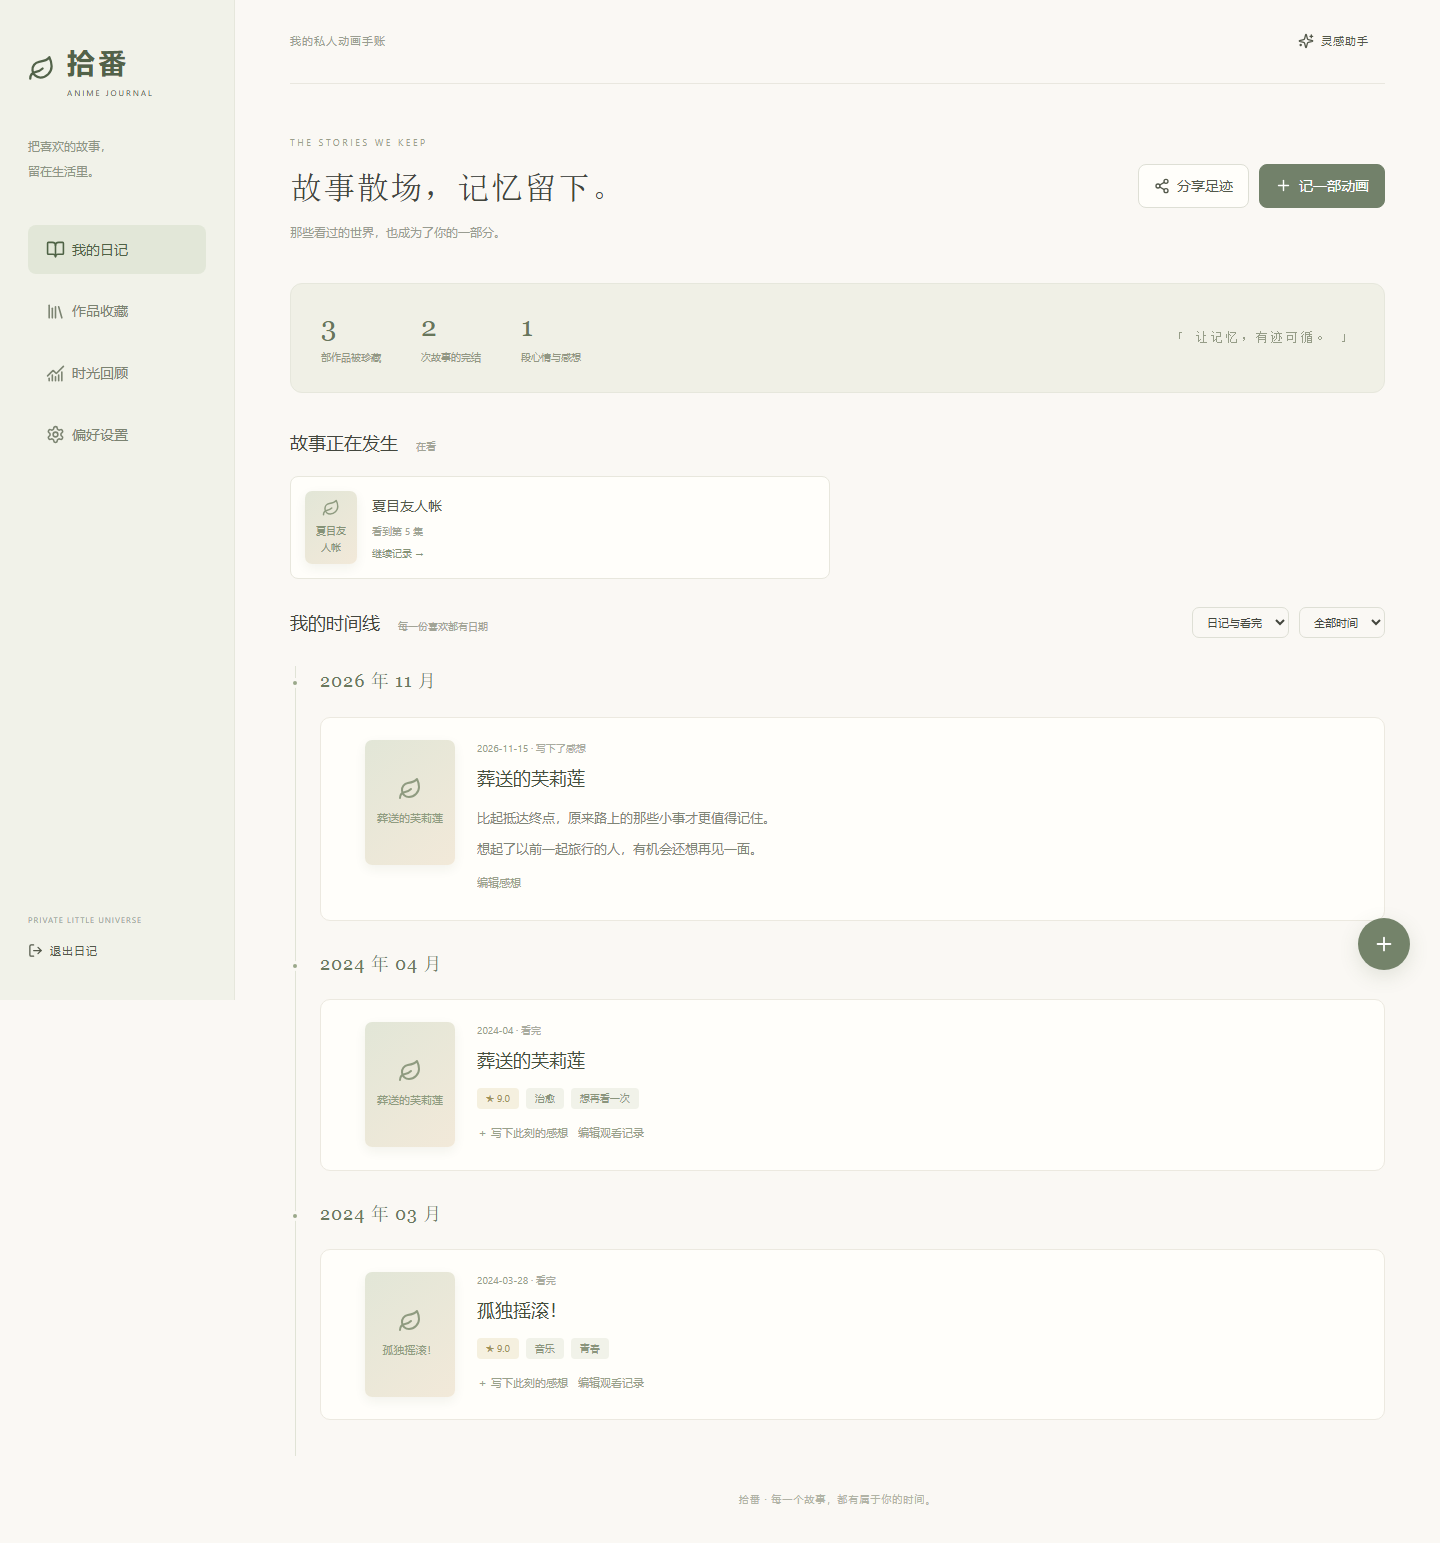 拾番
ANIME JOURNAL
把喜欢的故事，
留在生活里。
我的日记
作品收藏
时光回顾
偏好设置
PRIVATE LITTLE UNIVERSE
退出日记
我的私人动画手账
灵感助手
THE STORIES WE KEEP
故事散场，记忆留下。
那些看过的世界，也成为了你的一部分。
分享足迹
记一部动画
3
部作品被珍藏
2
次故事的完结
1
段心情与感想
「 让记忆，有迹可循。 」
故事正在发生 在看
夏目友
人帐
夏目友人帐
看到第 5 集
继续记录 →
我的时间线 每一份喜欢都有日期
日记与看完
全部时间
2026 年 11 月
葬送的芙莉莲
2026-11-15 · 写下了感想
葬送的芙莉莲
比起抵达终点，原来路上的那些小事才更值得记住。
想起了以前一起旅行的人，有机会还想再见一面。
编辑感想
2024 年 04 月
葬送的芙莉莲
2024-04 · 看完
葬送的芙莉莲
★ 9.0 治愈 想再看一次
+ 写下此刻的感想 编辑观看记录
2024 年 03 月
孤独摇滚！
2024-03-28 · 看完
孤独摇滚！
★ 9.0 音乐 青春
+ 写下此刻的感想 编辑观看记录
拾番 · 每一个故事，都有属于你的时间。